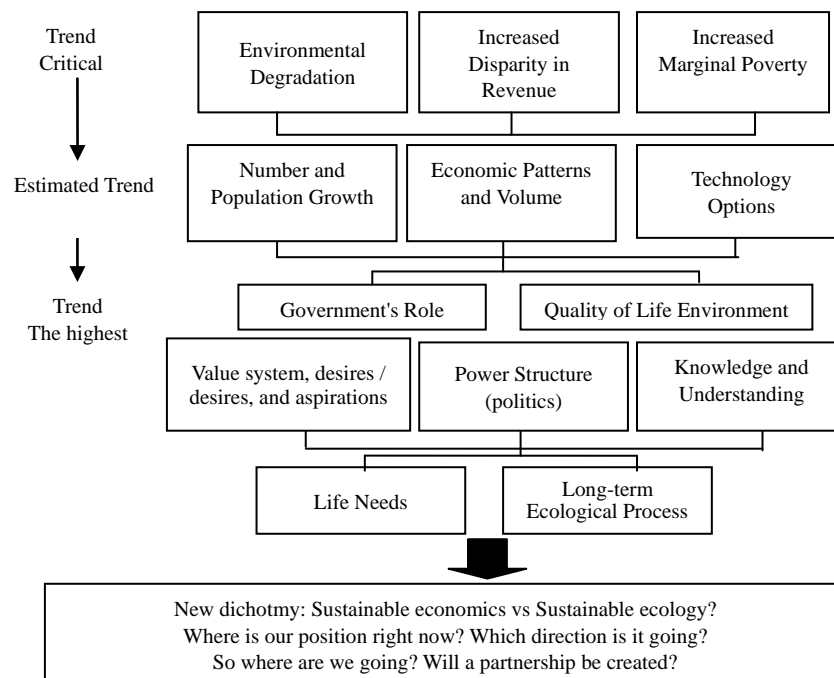 Trend
Critical
Environmental
Degradation
Increased
Disparity in
Revenue
Increased
Marginal Poverty
Estimated Trend
Number and
Population Growth
Economic Patterns
and Volume
Technology
Options
Trend
The highest
Government's Role
Quality of Life Environment
Value system, desires /
desires, and aspirations
Power Structure
(politics)
Knowledge and
Understanding
Life Needs
Long-term
Ecological Process
New dichotmy: Sustainable economics vs Sustainable ecology?
Where is our position right now? Which direction is it going?
So where are we going? Will a partnership be created?